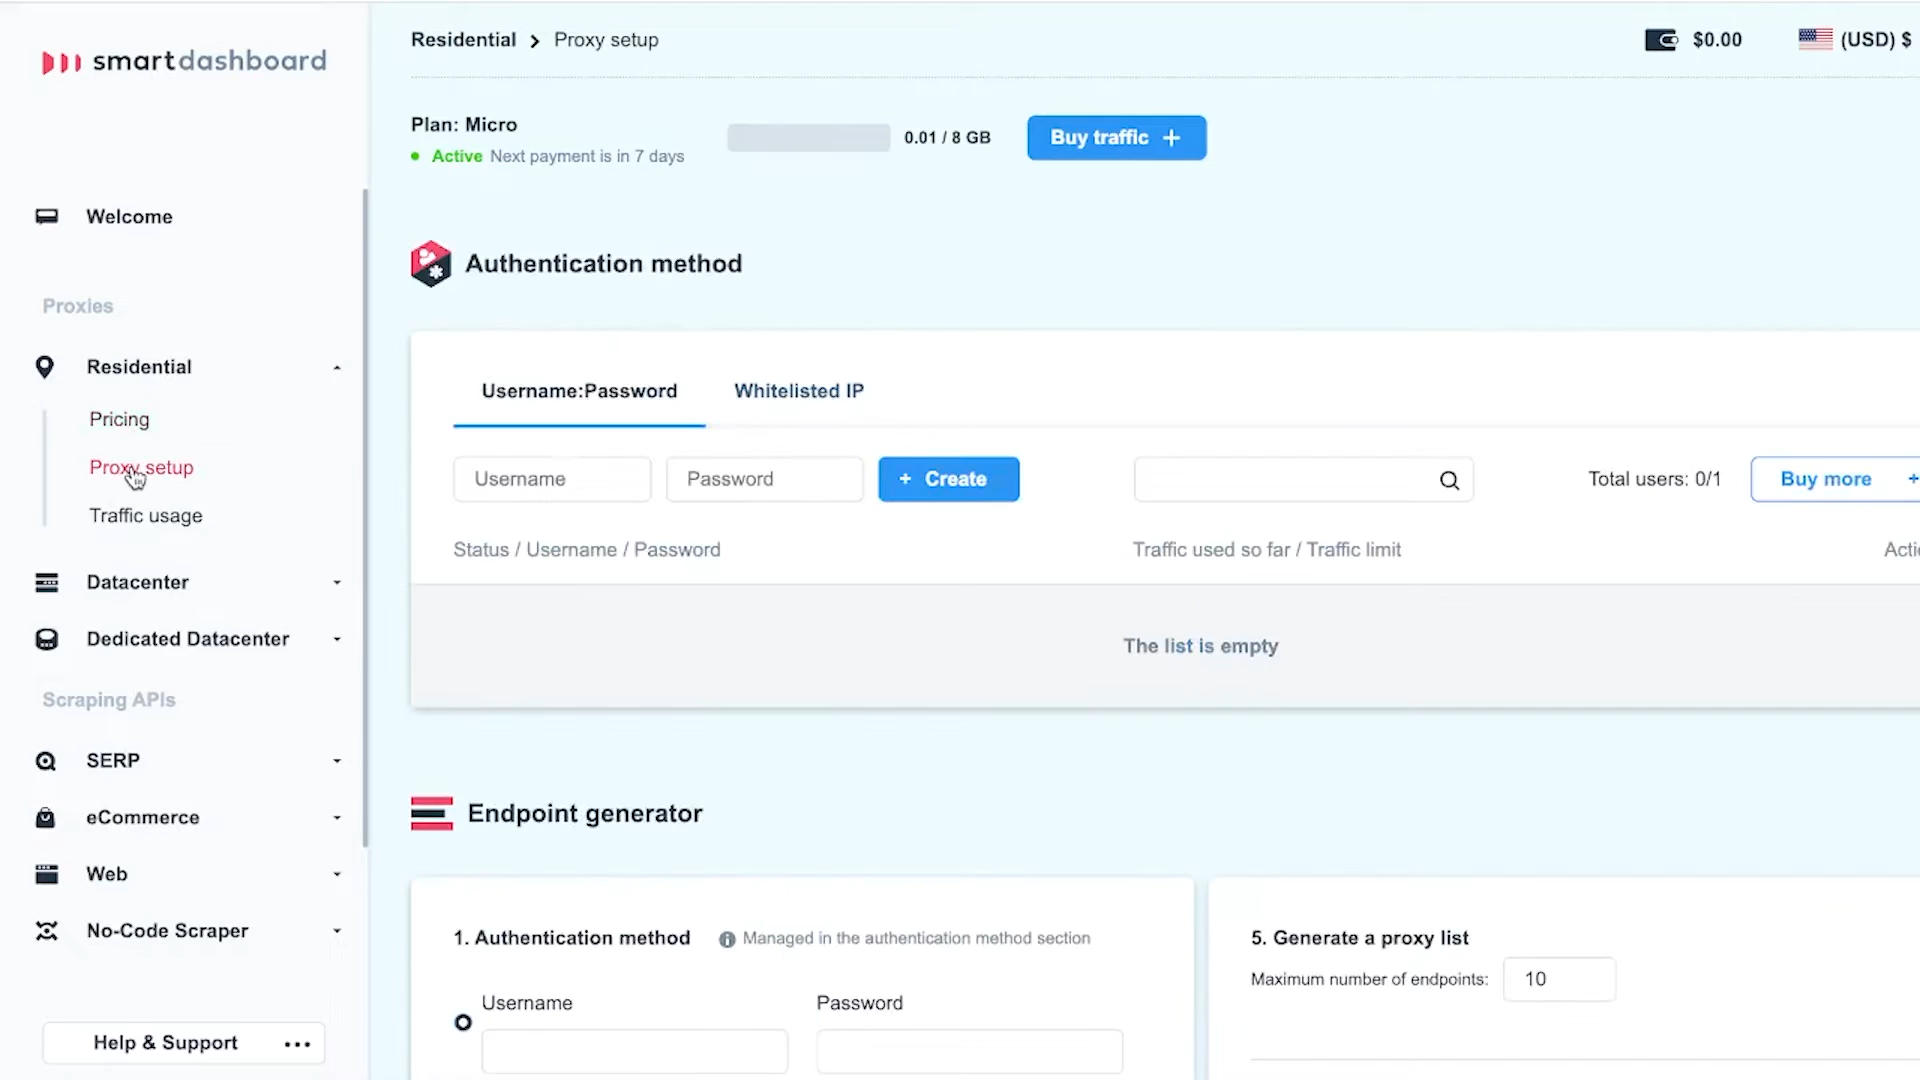 smartdashboard
Residential > Proxy setup
$0.00
(USD) $
Plan: Micro
Active Next payment is in 7 days
0.01 / 8 GB
Buy traffic +
Welcome
Proxies
Residential
Pricing
Proxy setup
Traffic usage
Datacenter
Dedicated Datacenter
Scraping APIs
SERP
eCommerce
Web
No-Code Scraper
Help & Support ...
Authentication method
Username:Password
Whitelisted IP
Username
Password
+ Create
Total users: 0/1
Buy more +
Status / Username / Password
Traffic used so far / Traffic limit
Acti
The list is empty
Endpoint generator
1. Authentication method
Managed in the authentication method section
Username
Password
5. Generate a proxy list
Maximum number of endpoints: 10